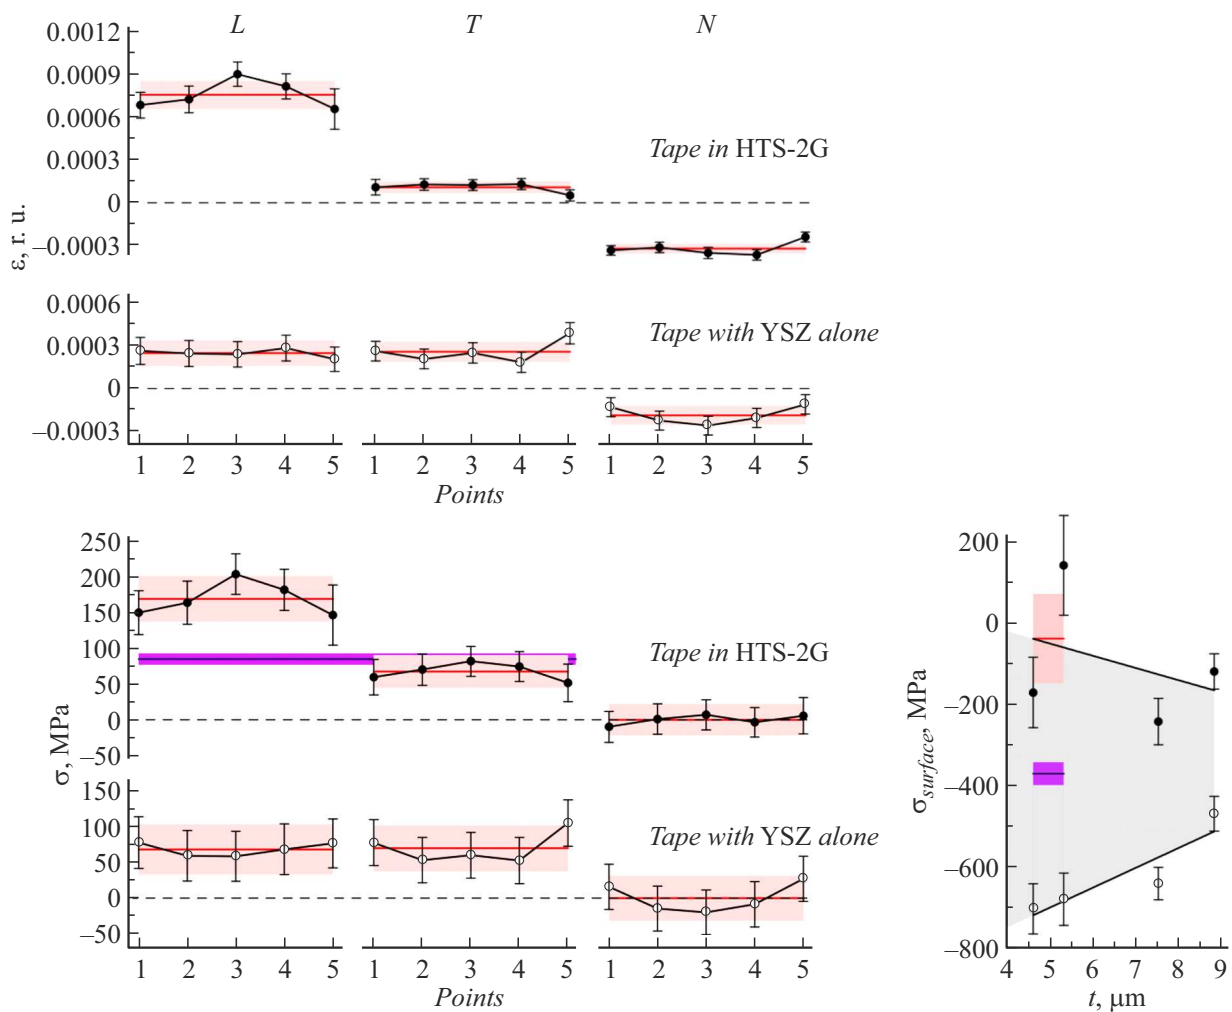 L T N
0.0012
0.0009
0.0006
0.0003
0
–0.0003
ε, r. u.
Tape in HTS-2G
0.0006
0.0003
0
–0.0003
Tape with YSZ alone
1 2 3 4 5 1 2 3 4 5 1 2 3 4 5
Points
250
200
150
100
50
0
–50
σ, MPa
Tape in HTS-2G
150
100
50
0
–50
Tape with YSZ alone
1 2 3 4 5 1 2 3 4 5 1 2 3 4 5
Points
200
0
–200
–400
–600
–800
σsurface, MPa
4 5 6 7 8 9
t, μm